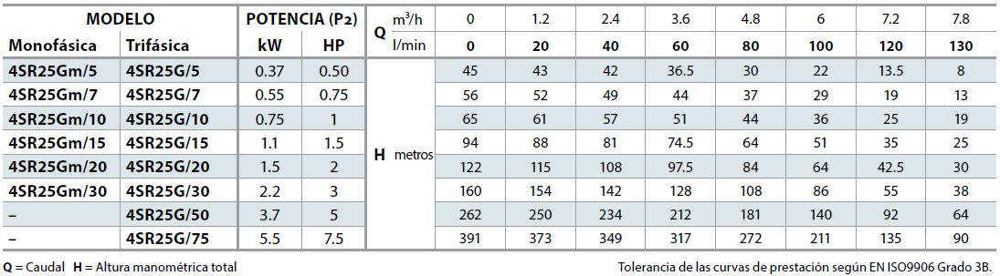 MODELO POTENCIA (P2) Q m³/h 0 1.2 2.4 3.6 4.8 6 7.2 7.8
Monofásica Trifásica kW HP l/min 0 20 40 60 80 100 120 130
4SR25Gm/5 4SR25G/5 0.37 0.50 45 43 42 36.5 30 22 13.5 8
4SR25Gm/7 4SR25G/7 0.55 0.75 56 52 49 44 37 29 19 13
4SR25Gm/10 4SR25G/10 0.75 1 65 61 57 51 44 36 25 19
4SR25Gm/15 4SR25G/15 1.1 1.5 H metros 94 88 81 74.5 64 51 35 25
4SR25Gm/20 4SR25G/20 1.5 2 122 115 108 97.5 84 64 42.5 30
4SR25Gm/30 4SR25G/30 2.2 3 160 154 142 128 108 86 55 38
– 4SR25G/50 3.7 5 262 250 234 212 181 140 92 64
– 4SR25G/75 5.5 7.5 391 373 349 317 272 211 135 90
Q = Caudal H = Altura manométrica total Tolerancia de las curvas de prestación según EN ISO9906 Grado 3B.